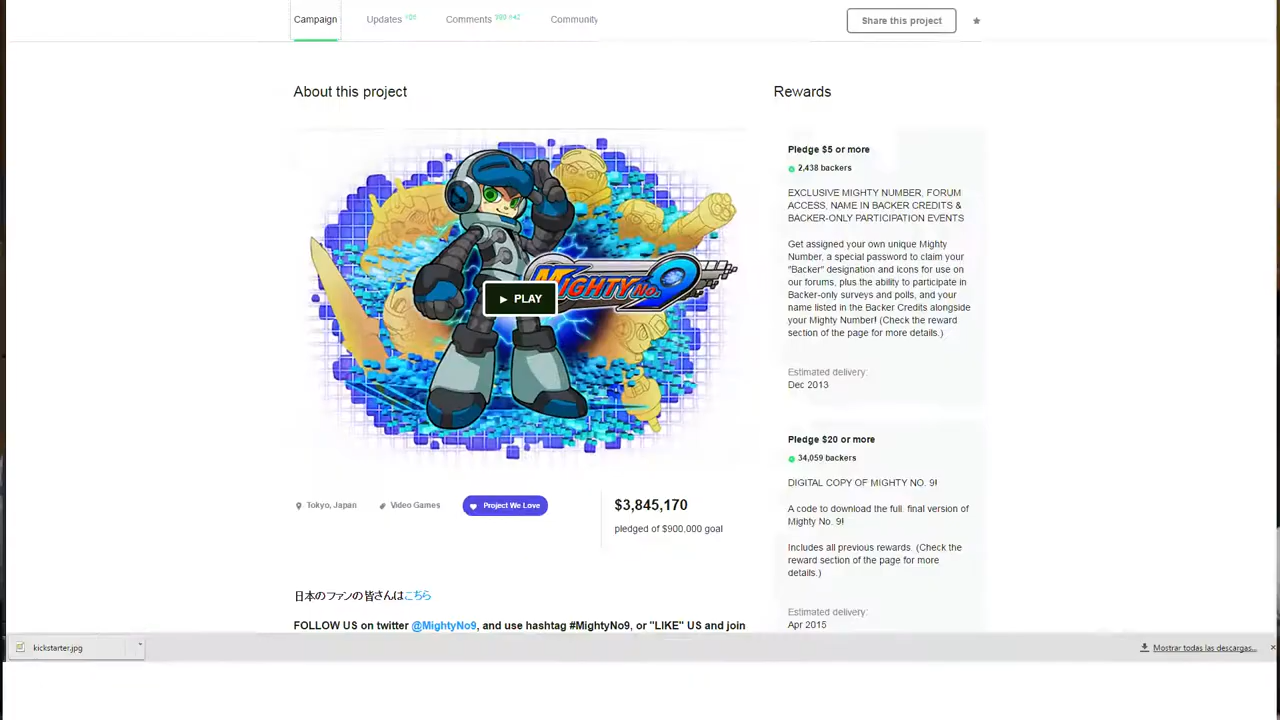 Campaign
Updates
Comments
Community
Share this project
About this project
Rewards
MIGHTY No. 9
PLAY
Tokyo, Japan
Video Games
Project We Love
$3,845,170
pledged of $900,000 goal
日本のファンの皆さんはこちら
FOLLOW US on twitter @MightyNo9, and use hashtag #MightyNo9, or "LIKE" US and join
Pledge $5 or more
2,438 backers
EXCLUSIVE MIGHTY NUMBER, FORUM
ACCESS, NAME IN BACKER CREDITS &
BACKER-ONLY PARTICIPATION EVENTS
Get assigned your own unique Mighty
Number, a special password to claim your
"Backer" designation and icons for use on
our forums, plus the ability to participate in
Backer-only surveys and polls, and your
name listed in the Backer Credits alongside
your Mighty Number! (Check the reward
section of the page for more details.)
Estimated delivery:
Dec 2013
Pledge $20 or more
34,059 backers
DIGITAL COPY OF MIGHTY NO. 9!
A code to download the full, final version of
Mighty No. 9!
Includes all previous rewards. (Check the
reward section of the page for more
details.)
Estimated delivery:
Apr 2015
kickstarter.jpg
Mostrar todas las descargas...